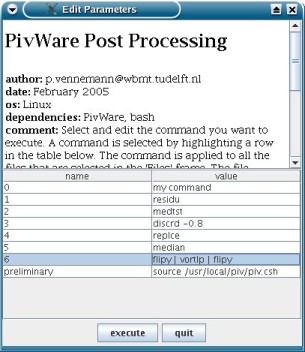 Edit Parameters
PivWare Post Processing
author: p.vennemann@wbmt.tudelft.nl
date: February 2005
os: Linux
dependencies: PivWare, bash
comment: Select and edit the command you want to
execute. A command is selected by highlighting a row
in the table below. The command is applied to all the
files that are selected in the 'Files' frame. The file
name value
0 my command
1 residu
2 medtst
3 discrd -0.8
4 replce
5 median
6 flipy | vortlp | flipy
preliminary source /usr/local/piv/piv.csh
execute quit